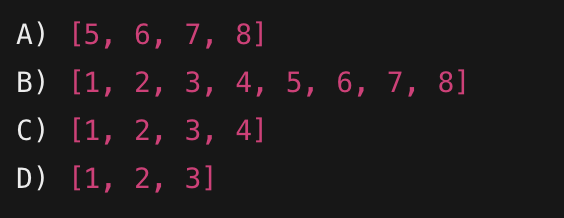 A) [5, 6, 7, 8]
B) [1, 2, 3, 4, 5, 6, 7, 8]
C) [1, 2, 3, 4]
D) [1, 2, 3]